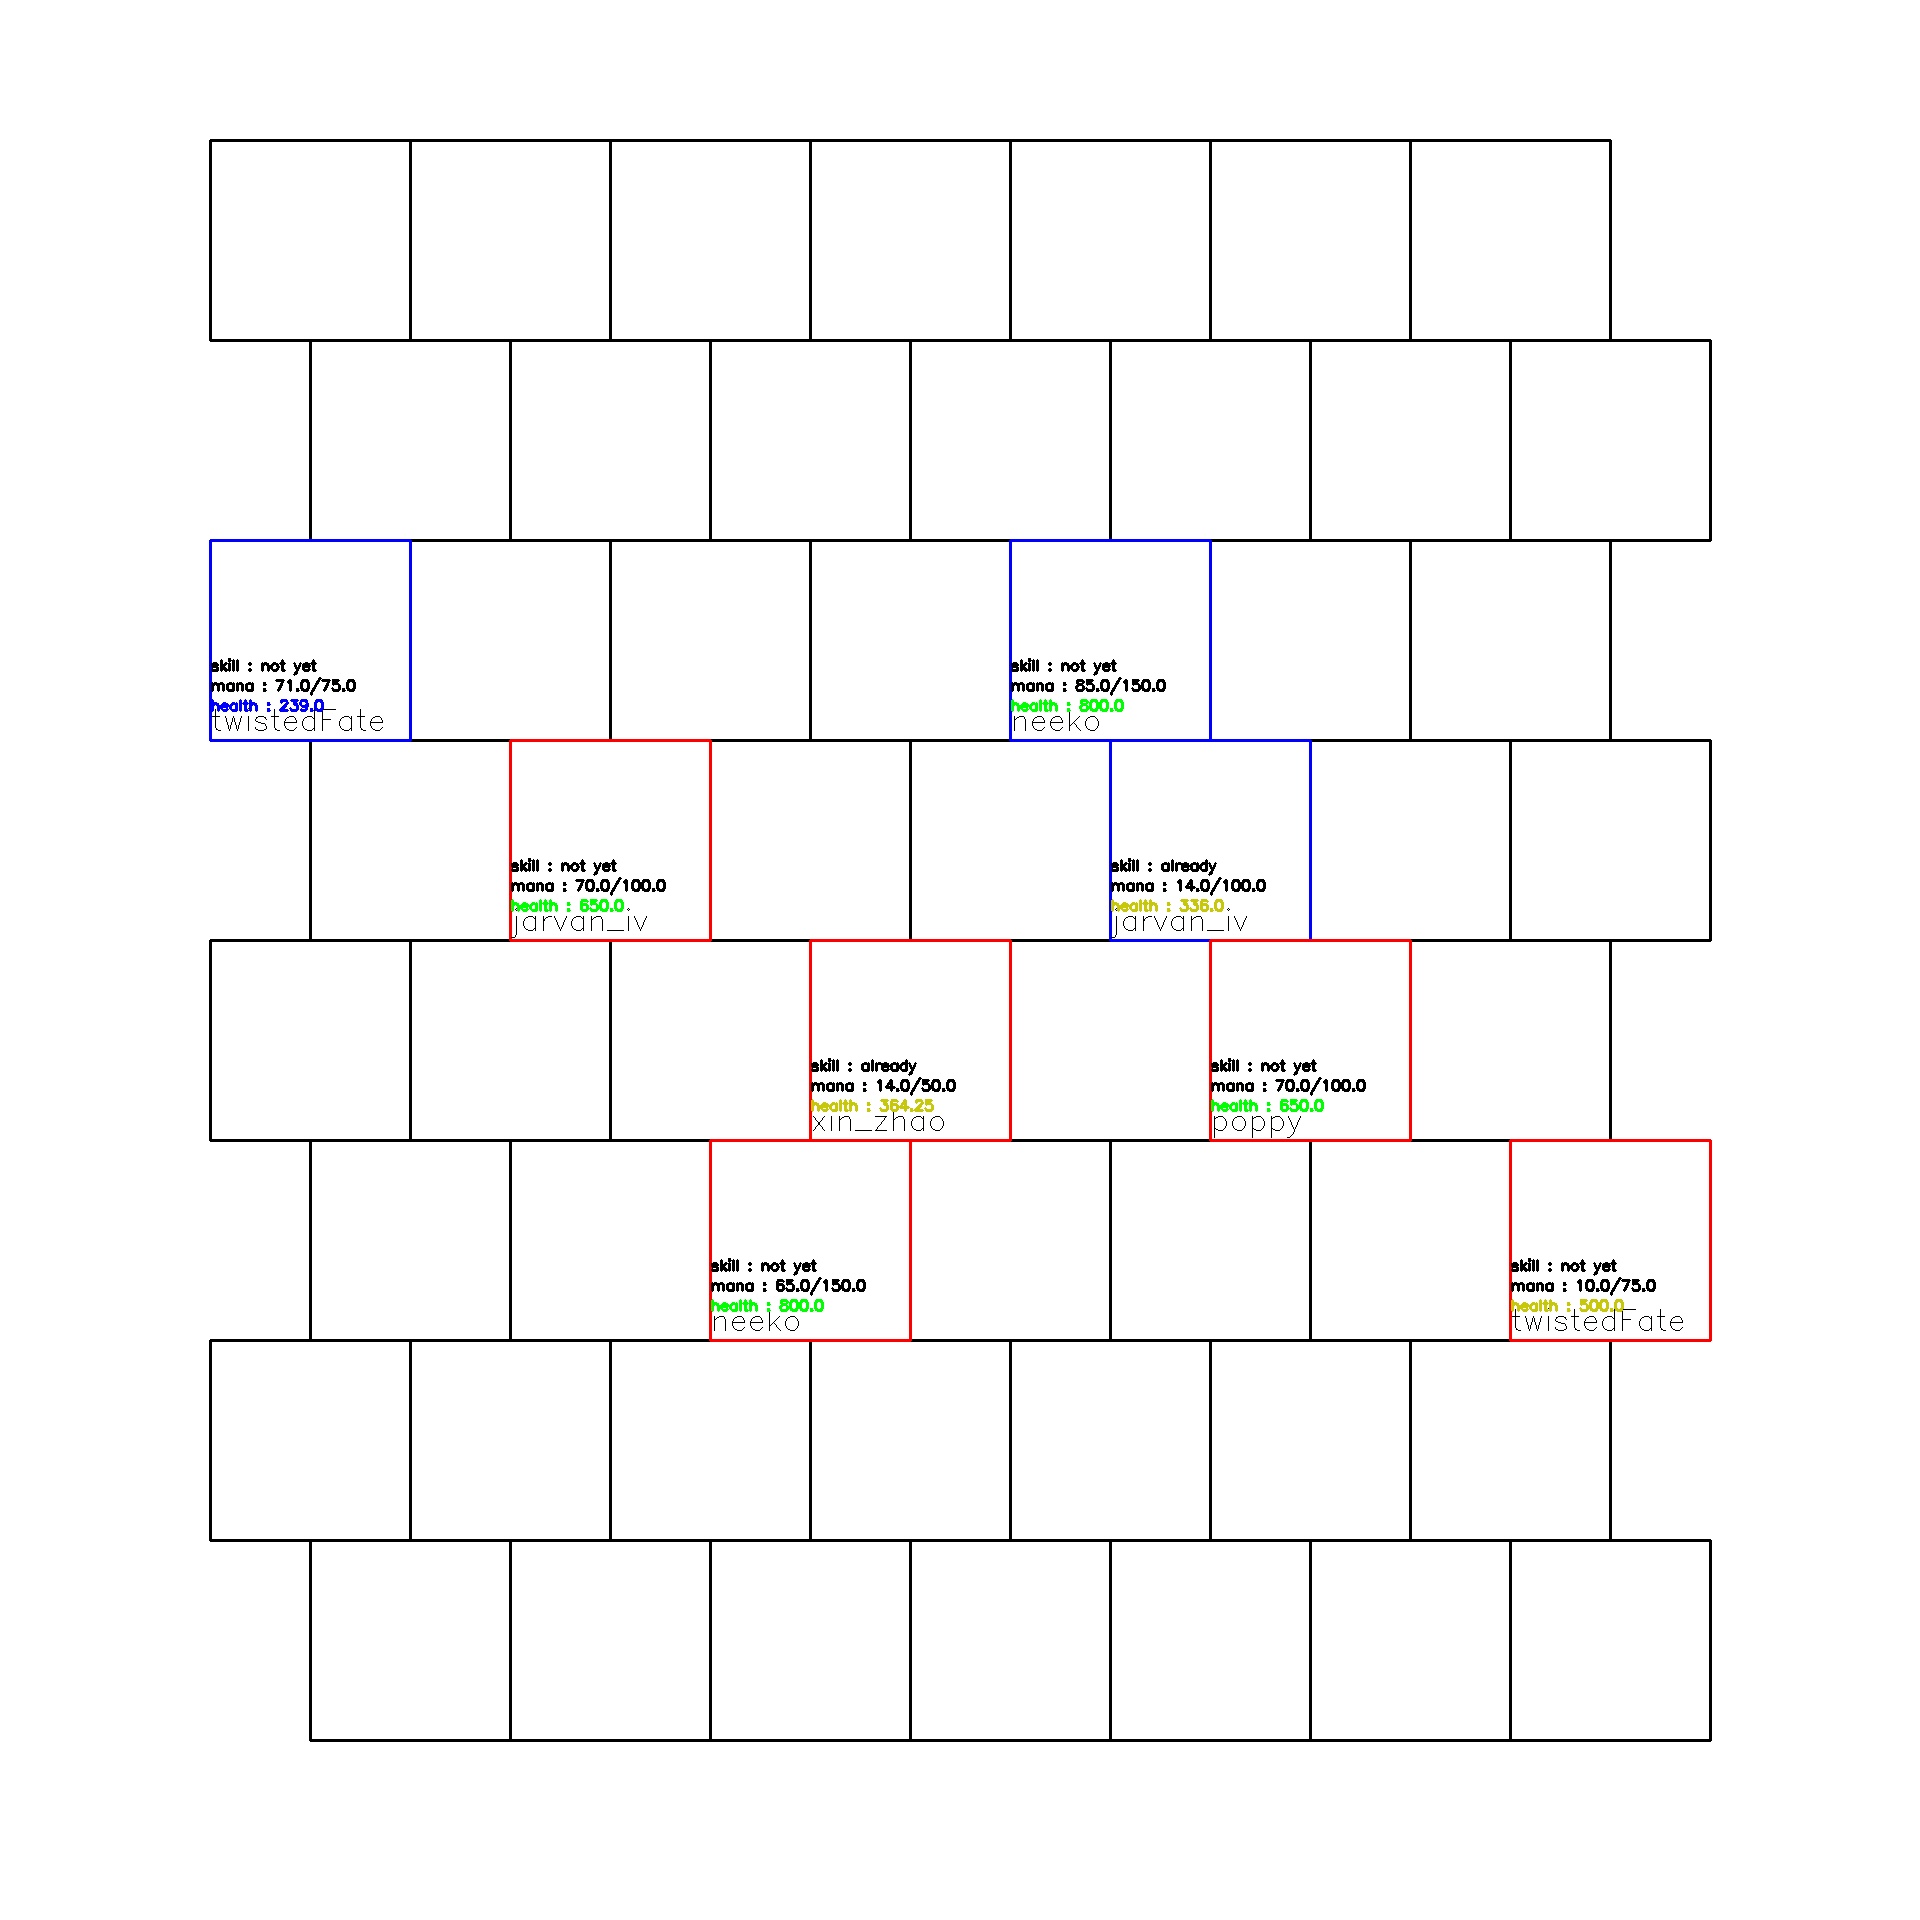 skill : not yet
mana : 71.0/75.0
health : 239.0
twistedFate
skill : not yet
mana : 85.0/150.0
health : 800.0
neeko
skill : not yet
mana : 70.0/100.0
health : 650.0
jarvan_iv
skill : already
mana : 14.0/100.0
health : 336.0
jarvan_iv
skill : already
mana : 14.0/50.0
health : 364.25
xin_zhao
skill : not yet
mana : 70.0/100.0
health : 650.0
poppy
skill : not yet
mana : 65.0/150.0
health : 800.0
neeko
skill : not yet
mana : 10.0/75.0
health : 500.0
twistedFate